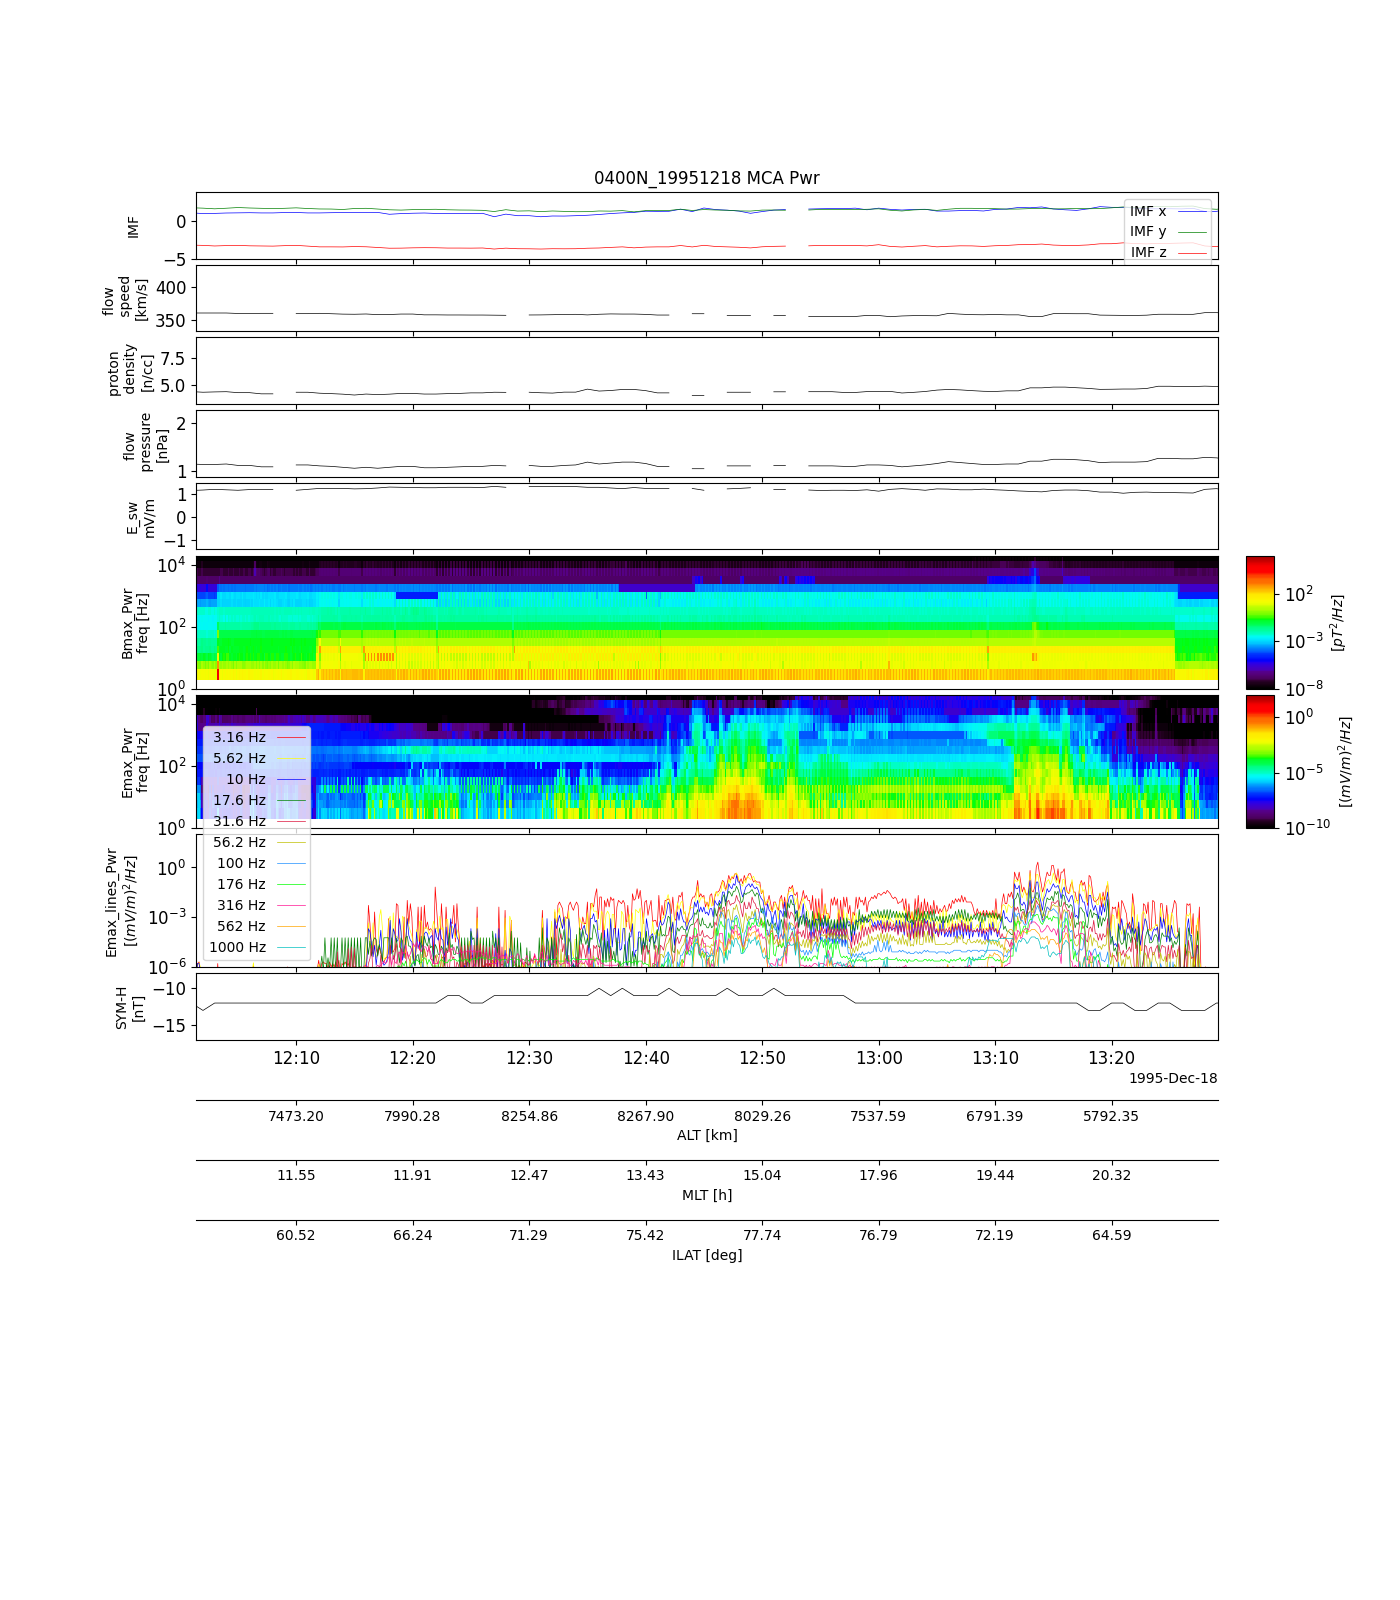 0400N_19951218 MCA Pwr
IMF
0
−5
IMF x
IMF y
IMF z
flow
speed
[km/s]
400
350
proton
density
[n/cc]
7.5
5.0
flow
pressure
[nPa]
2
1
E_sw
mV/m
1
0
−1
Bmax_Pwr
freq [Hz]
10^4
10^2
10^0
10^2
10^−3
10^−8
[pT^2/Hz]
Emax_Pwr
freq [Hz]
10^4
10^2
10^0
10^0
10^−5
10^−10
[(mV/m)^2/Hz]
3.16 Hz
5.62 Hz
10 Hz
17.6 Hz
31.6 Hz
56.2 Hz
100 Hz
176 Hz
316 Hz
562 Hz
1000 Hz
Emax_lines_Pwr
[(mV/m)^2/Hz]
10^0
10^−3
10^−6
SYM-H
[nT]
−10
−15
12:10 12:20 12:30 12:40 12:50 13:00 13:10 13:20
1995-Dec-18
7473.20 7990.28 8254.86 8267.90 8029.26 7537.59 6791.39 5792.35
ALT [km]
11.55 11.91 12.47 13.43 15.04 17.96 19.44 20.32
MLT [h]
60.52 66.24 71.29 75.42 77.74 76.79 72.19 64.59
ILAT [deg]